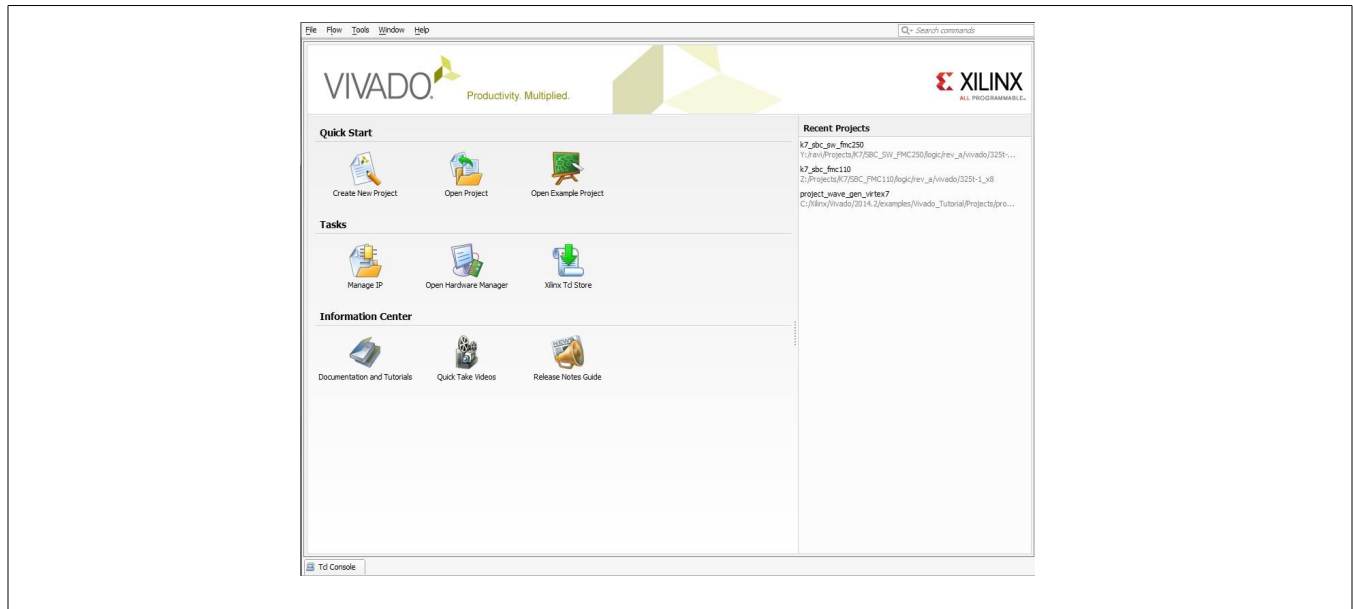 File Flow Tools Window Help
Search commands
VIVADO. Productivity. Multiplied.
XILINX
ALL PROGRAMMABLE
Quick Start
Create New Project Open Project Open Example Project
Tasks
Manage IP Open Hardware Manager Xilinx Tcl Store
Information Center
Documentation and Tutorials Quick Take Videos Release Notes Guide
Recent Projects
k7_sbc_sw_fmc250
Y:/ravi/Projects/K7/SBC_SW_FMC250/logic/rev_a/vivado/325t-...
k7_sbc_fmc110
Z:/Projects/K7/SBC_FMC110/logic/rev_a/vivado/325t-1_x8
project_wave_gen_virtex7
C:/Xilinx/Vivado/2014.2/examples/Vivado_Tutorial/Projects/pro...
Tcl Console